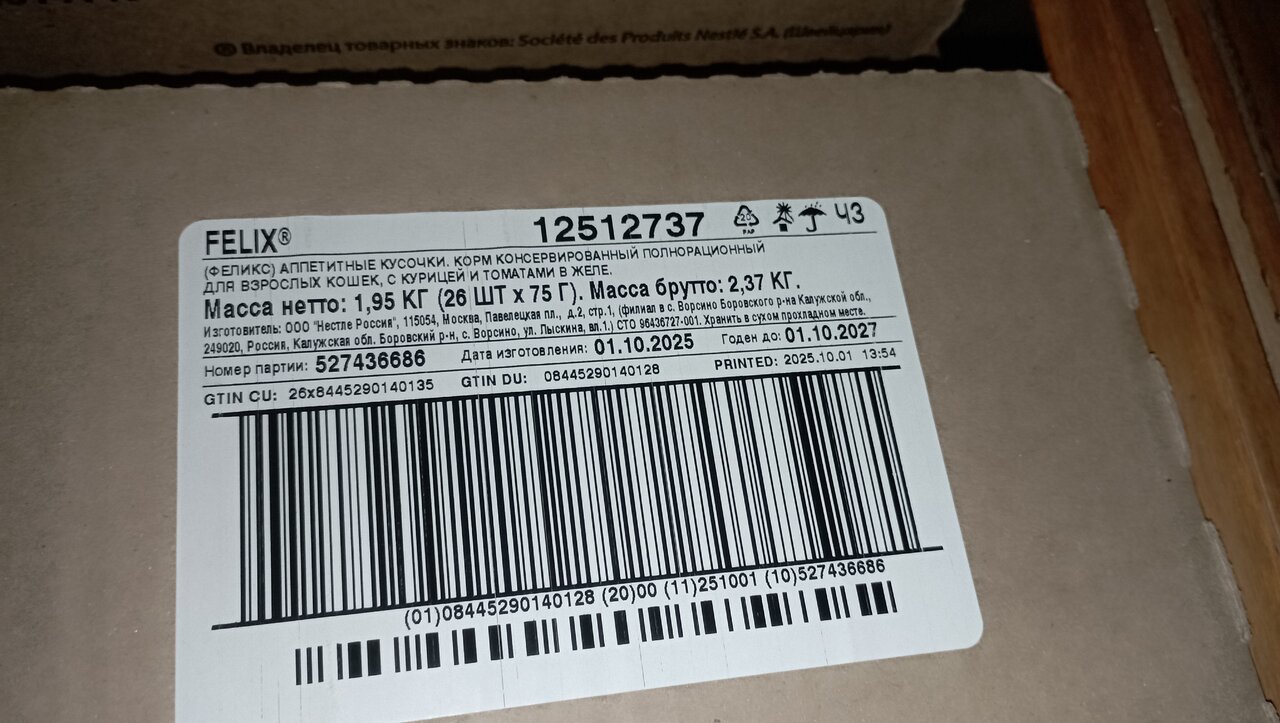 ® Владелец товарных знаков: Société des Produits Nestlé S.A. (Швейцария)
FELIX® 12512737 20 PAP ЧЗ
(ФЕЛИКС) АППЕТИТНЫЕ КУСОЧКИ. КОРМ КОНСЕРВИРОВАННЫЙ ПОЛНОРАЦИОННЫЙ
ДЛЯ ВЗРОСЛЫХ КОШЕК, С КУРИЦЕЙ И ТОМАТАМИ В ЖЕЛЕ.
Масса нетто: 1,95 КГ (26 ШТ x 75 Г). Масса брутто: 2,37 КГ.
Изготовитель: ООО "Нестле Россия", 115054, Москва, Павелецкая пл., д.2, стр.1, (филиал в с. Ворсино Боровского р-на Калужской обл.,
249020, Россия, Калужская обл. Боровский р-н, с. Ворсино, ул. Лыскина, вл.1.) СТО 96436727-001. Хранить в сухом прохладном месте.
Номер партии: 527436686 Дата изготовления: 01.10.2025 Годен до: 01.10.2027
GTIN CU: 26x8445290140135 GTIN DU: 08445290140128 PRINTED: 2025.10.01 13:54
(01)08445290140128 (20)00 (11)251001 (10)527436686